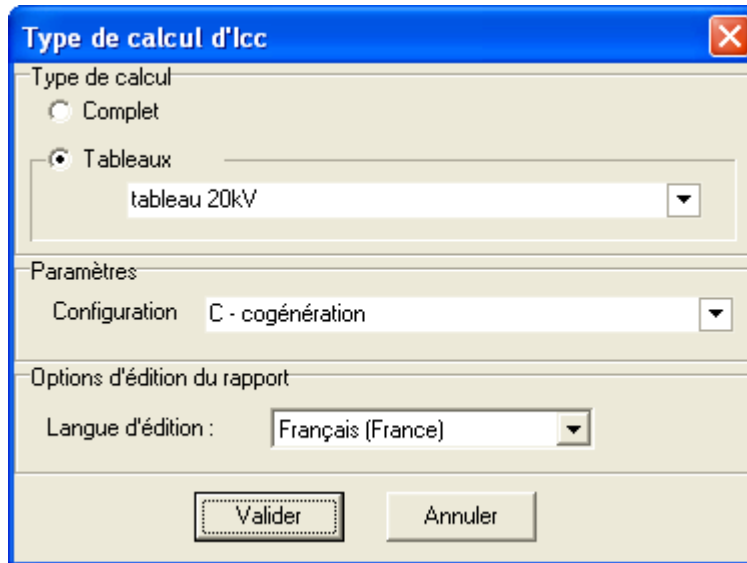 Type de calcul d'Icc
Type de calcul
Complet
Tableaux
tableau 20kV
Paramètres
Configuration C - cogénération
Options d'édition du rapport
Langue d'édition : Français (France)
Valider Annuler